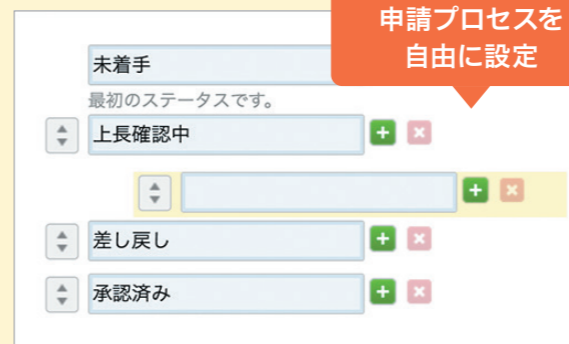 申請プロセスを
自由に設定
未着手
最初のステータスです。
上長確認中
差し戻し
承認済み